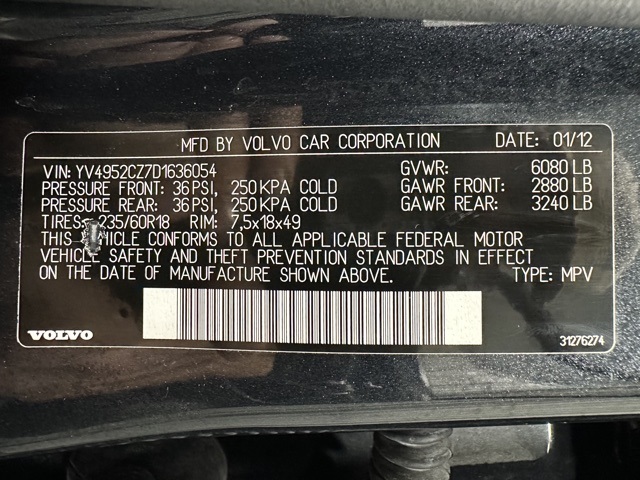 MFD BY VOLVO CAR CORPORATION DATE: 01/12
VIN: YV4952CZ7D1636054 GVWR: 6080 LB
PRESSURE FRONT: 36 PSI, 250 KPA COLD GAWR FRONT: 2880 LB
PRESSURE REAR: 36 PSI, 250 KPA COLD GAWR REAR: 3240 LB
TIRES: 235/60R18 RIM: 7,5x18x49
THIS VEHICLE CONFORMS TO ALL APPLICABLE FEDERAL MOTOR
VEHICLE SAFETY AND THEFT PREVENTION STANDARDS IN EFFECT
ON THE DATE OF MANUFACTURE SHOWN ABOVE. TYPE: MPV
VOLVO 31276274